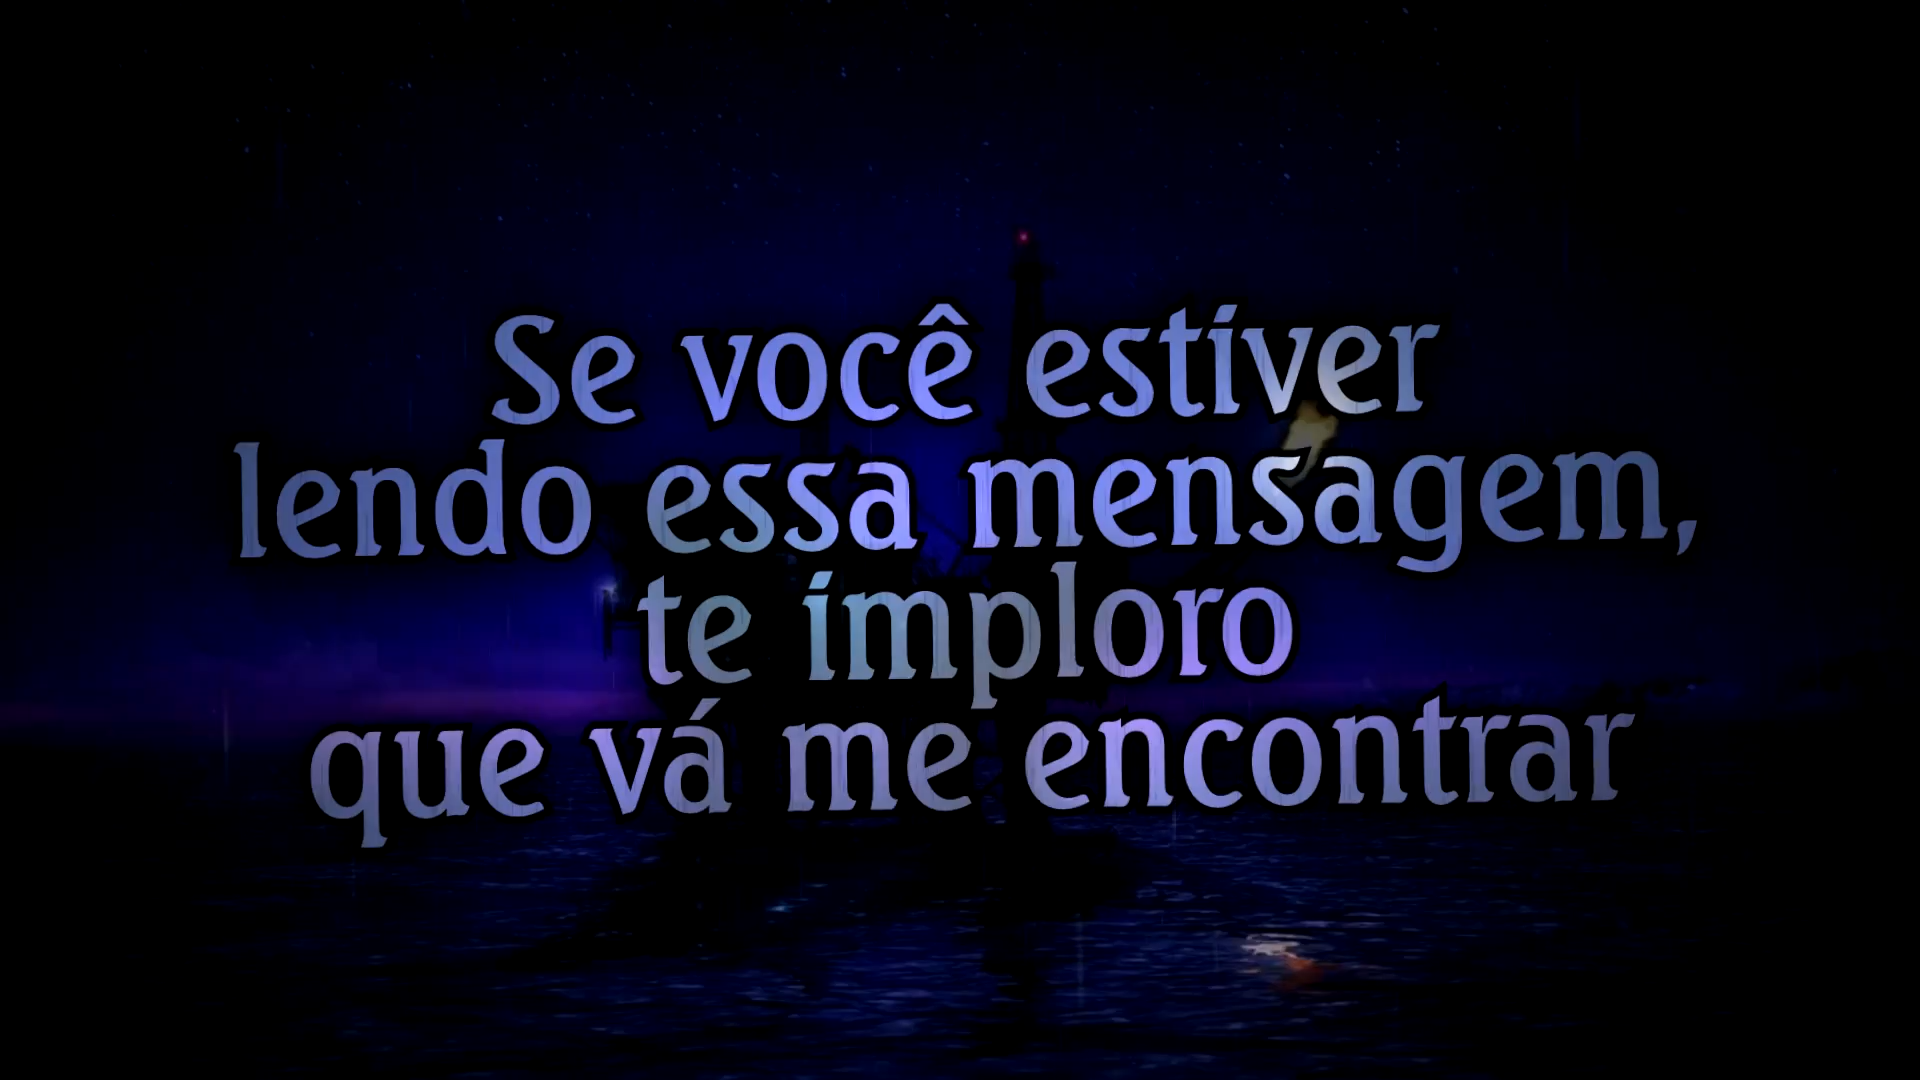 Se você estiver
lendo essa mensagem,
te imploro
que vá me encontrar